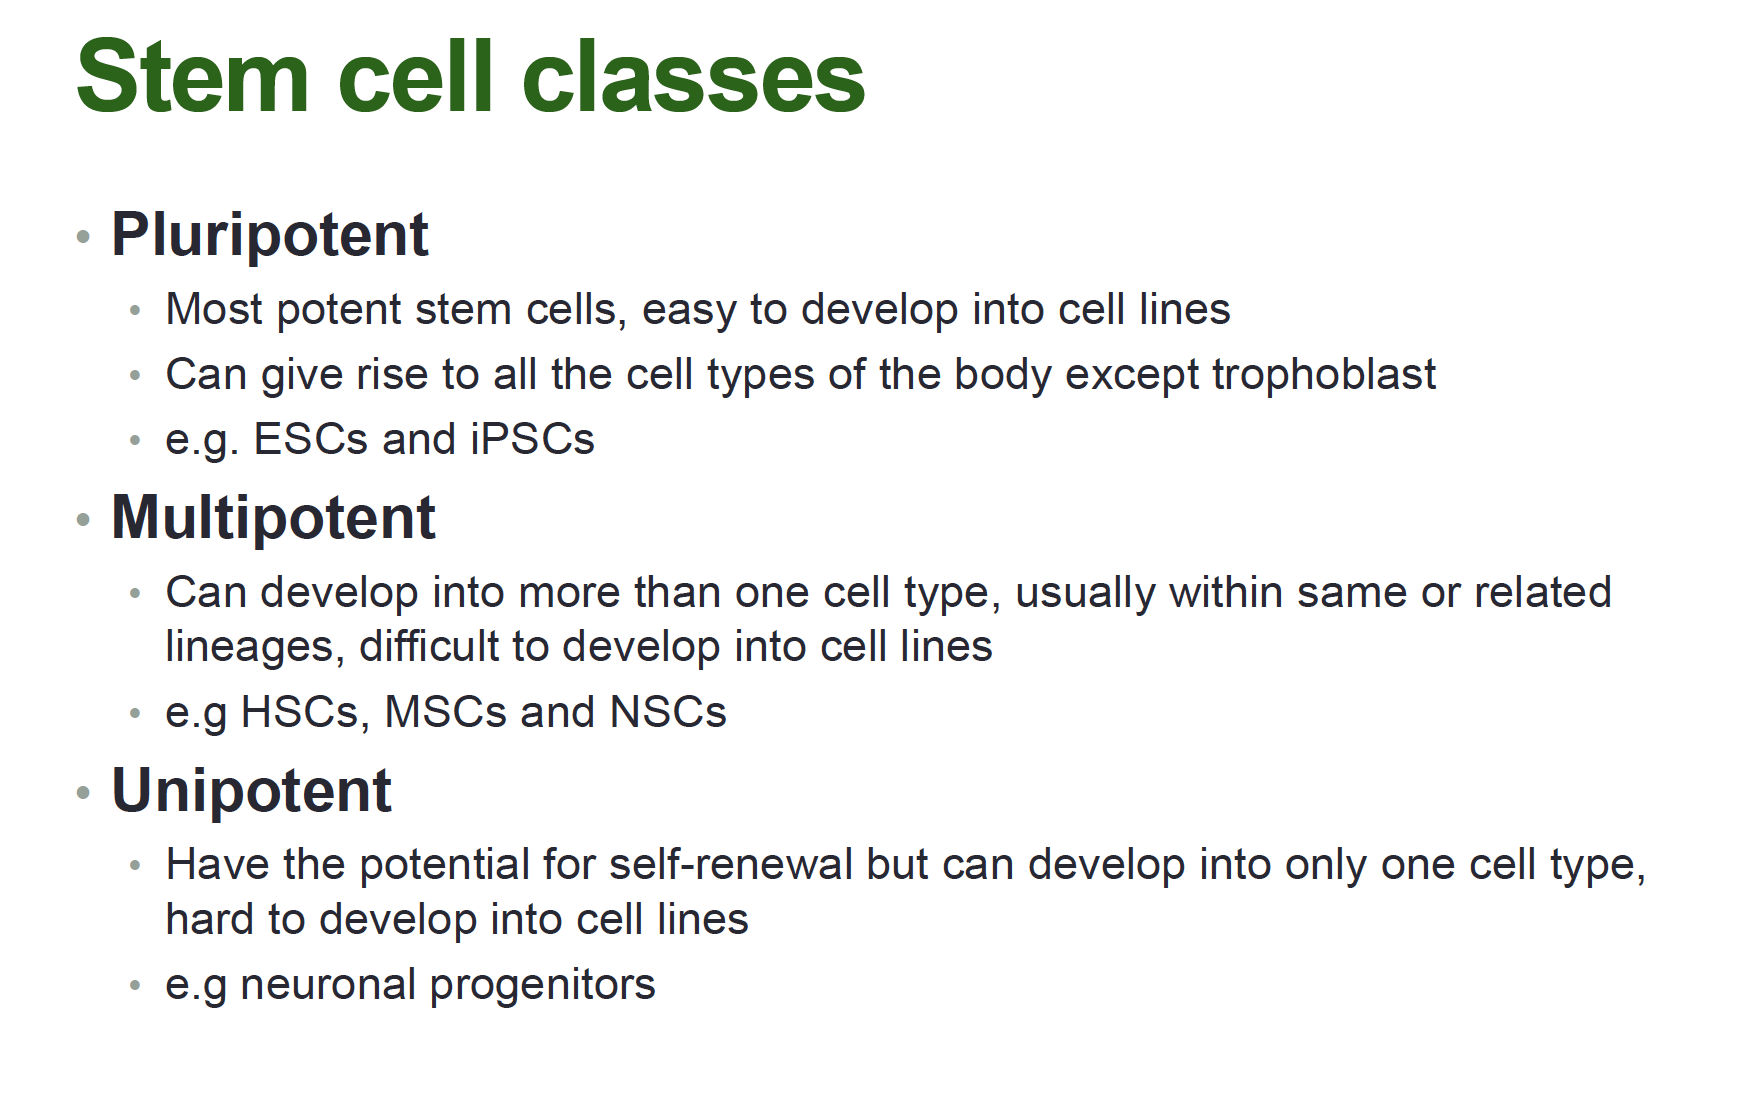 Stem cell classes
• Pluripotent
• Most potent stem cells, easy to develop into cell lines
• Can give rise to all the cell types of the body except trophoblast
• e.g. ESCs and iPSCs
• Multipotent
• Can develop into more than one cell type, usually within same or related
lineages, difficult to develop into cell lines
• e.g HSCs, MSCs and NSCs
• Unipotent
• Have the potential for self-renewal but can develop into only one cell type,
hard to develop into cell lines
• e.g neuronal progenitors